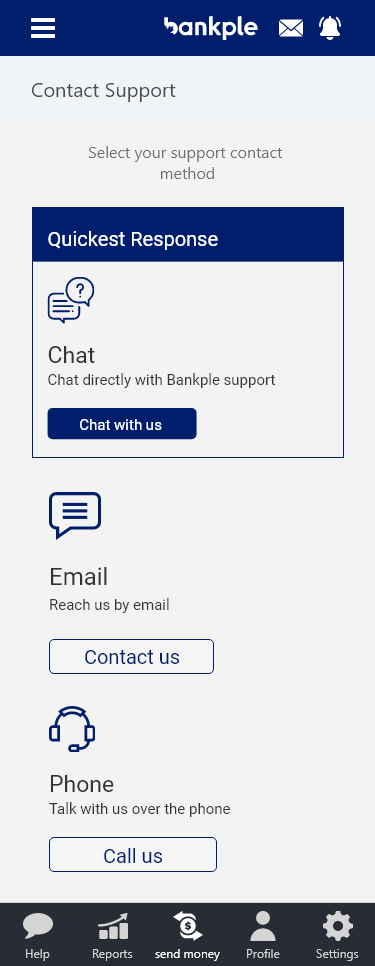 bankple
Contact Support
Select your support contact
method
Quickest Response
?
Chat
Chat directly with Bankple support
Chat with us
Email
Reach us by email
Contact us
Phone
Talk with us over the phone
Call us
$
Help
Reports
send money
Profile
Settings